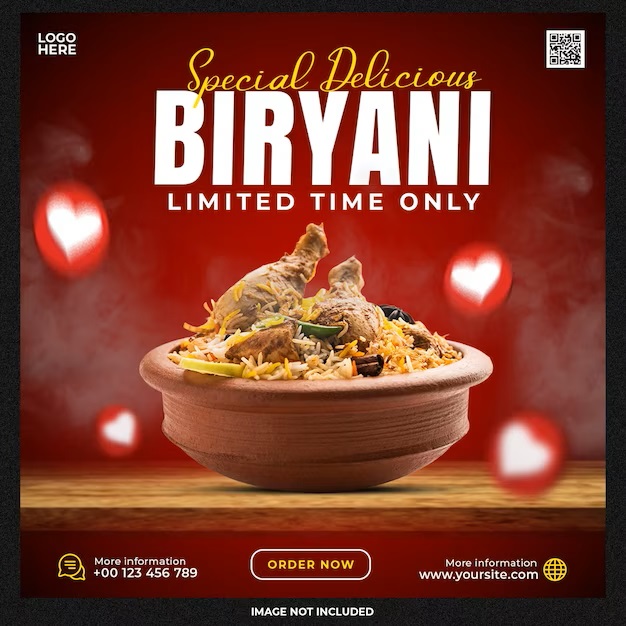 LOGO
HERE
Special Delicious
BIRYANI
LIMITED TIME ONLY
More information
+00 123 456 789
ORDER NOW
More information
www.yoursite.com
IMAGE NOT INCLUDED